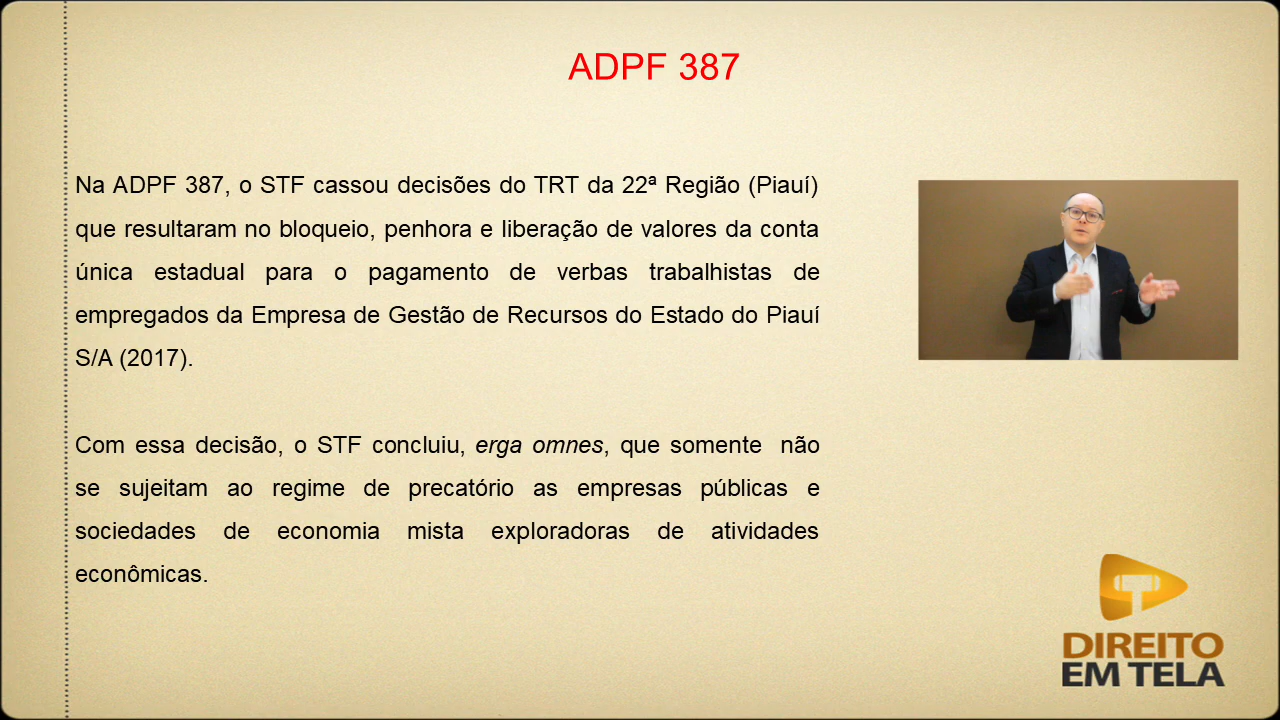 ADPF 387
Na ADPF 387, o STF cassou decisões do TRT da 22ª Região (Piauí)
que resultaram no bloqueio, penhora e liberação de valores da conta
única estadual para o pagamento de verbas trabalhistas de
empregados da Empresa de Gestão de Recursos do Estado do Piauí
S/A (2017).
Com essa decisão, o STF concluiu, erga omnes, que somente não
se sujeitam ao regime de precatório as empresas públicas e
sociedades de economia mista exploradoras de atividades
econômicas.
DIREITO
EM TELA